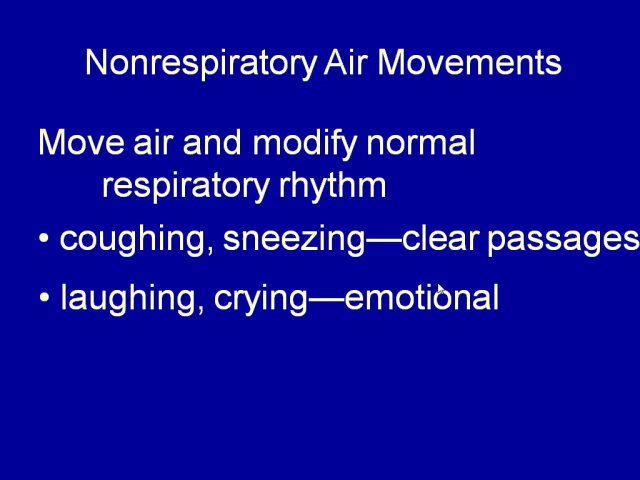 Nonrespiratory Air Movements
Move air and modify normal
respiratory rhythm
• coughing, sneezing—clear passages
• laughing, crying—emotional